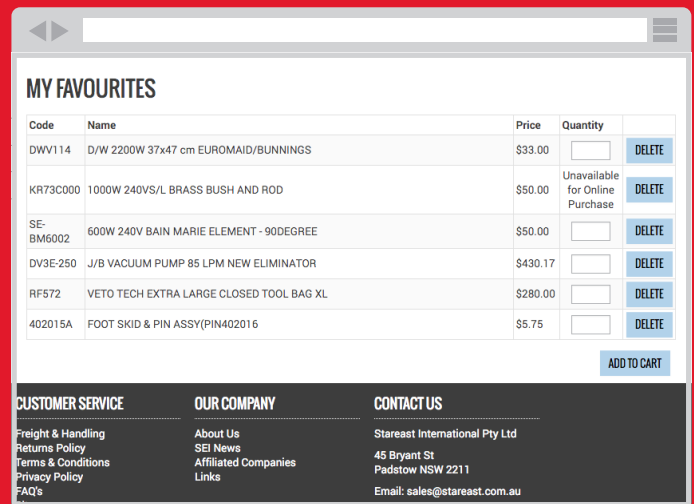 MY FAVOURITES
Code Name Price Quantity
DWV114 D/W 2200W 37x47 cm EUROMAID/BUNNINGS $33.00 DELETE
KR73C000 1000W 240VS/L BRASS BUSH AND ROD $50.00 Unavailable for Online Purchase DELETE
SE-BM6002 600W 240V BAIN MARIE ELEMENT - 90DEGREE $50.00 DELETE
DV3E-250 J/B VACUUM PUMP 85 LPM NEW ELIMINATOR $430.17 DELETE
RF572 VETO TECH EXTRA LARGE CLOSED TOOL BAG XL $280.00 DELETE
402015A FOOT SKID & PIN ASSY(PIN402016 $5.75 DELETE
ADD TO CART
CUSTOMER SERVICE
Freight & Handling
Returns Policy
Terms & Conditions
Privacy Policy
FAQ's
OUR COMPANY
About Us
SEI News
Affiliated Companies
Links
CONTACT US
Stareast International Pty Ltd
45 Bryant St
Padstow NSW 2211
Email: sales@stareast.com.au